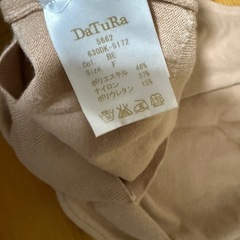 DaTuRa
5862
6300K-5172
Col. BE
Size F
ポリエステル 48%
ナイロン 37%
ポリウレタン 15%